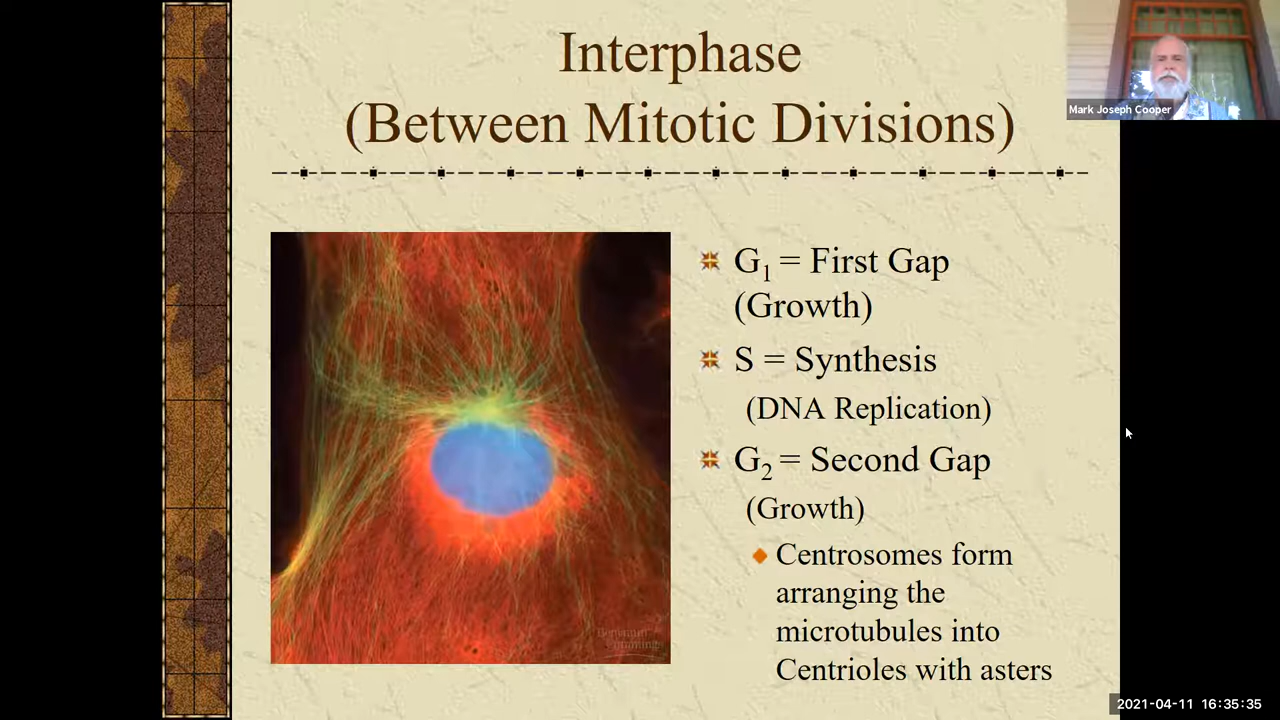 Interphase
(Between Mitotic Divisions)
Mark Joseph Cooper
G₁ = First Gap
(Growth)
S = Synthesis
(DNA Replication)
G₂ = Second Gap
(Growth)
Centrosomes form
arranging the
microtubules into
Centrioles with asters
2021-04-11 16:35:35